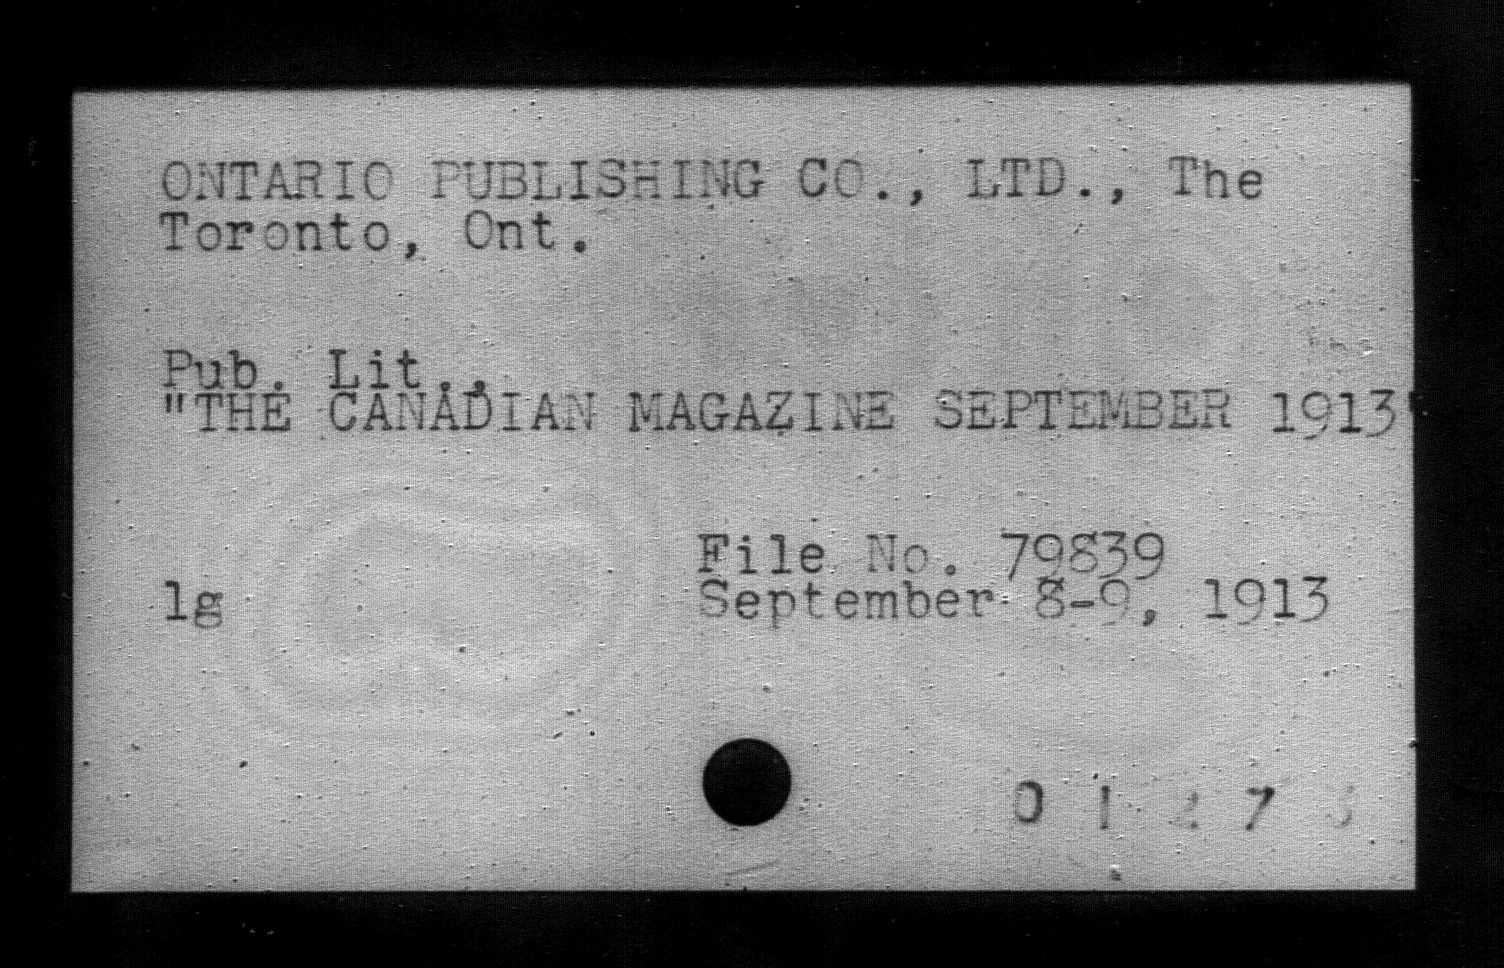 ONTARIO PUBLISHING CO., LTD., The
Toronto, Ont.
Pub. Lit.,
"THE CANADIAN MAGAZINE SEPTEMBER 1913"
File No. 79839
lg September 8-9, 1913